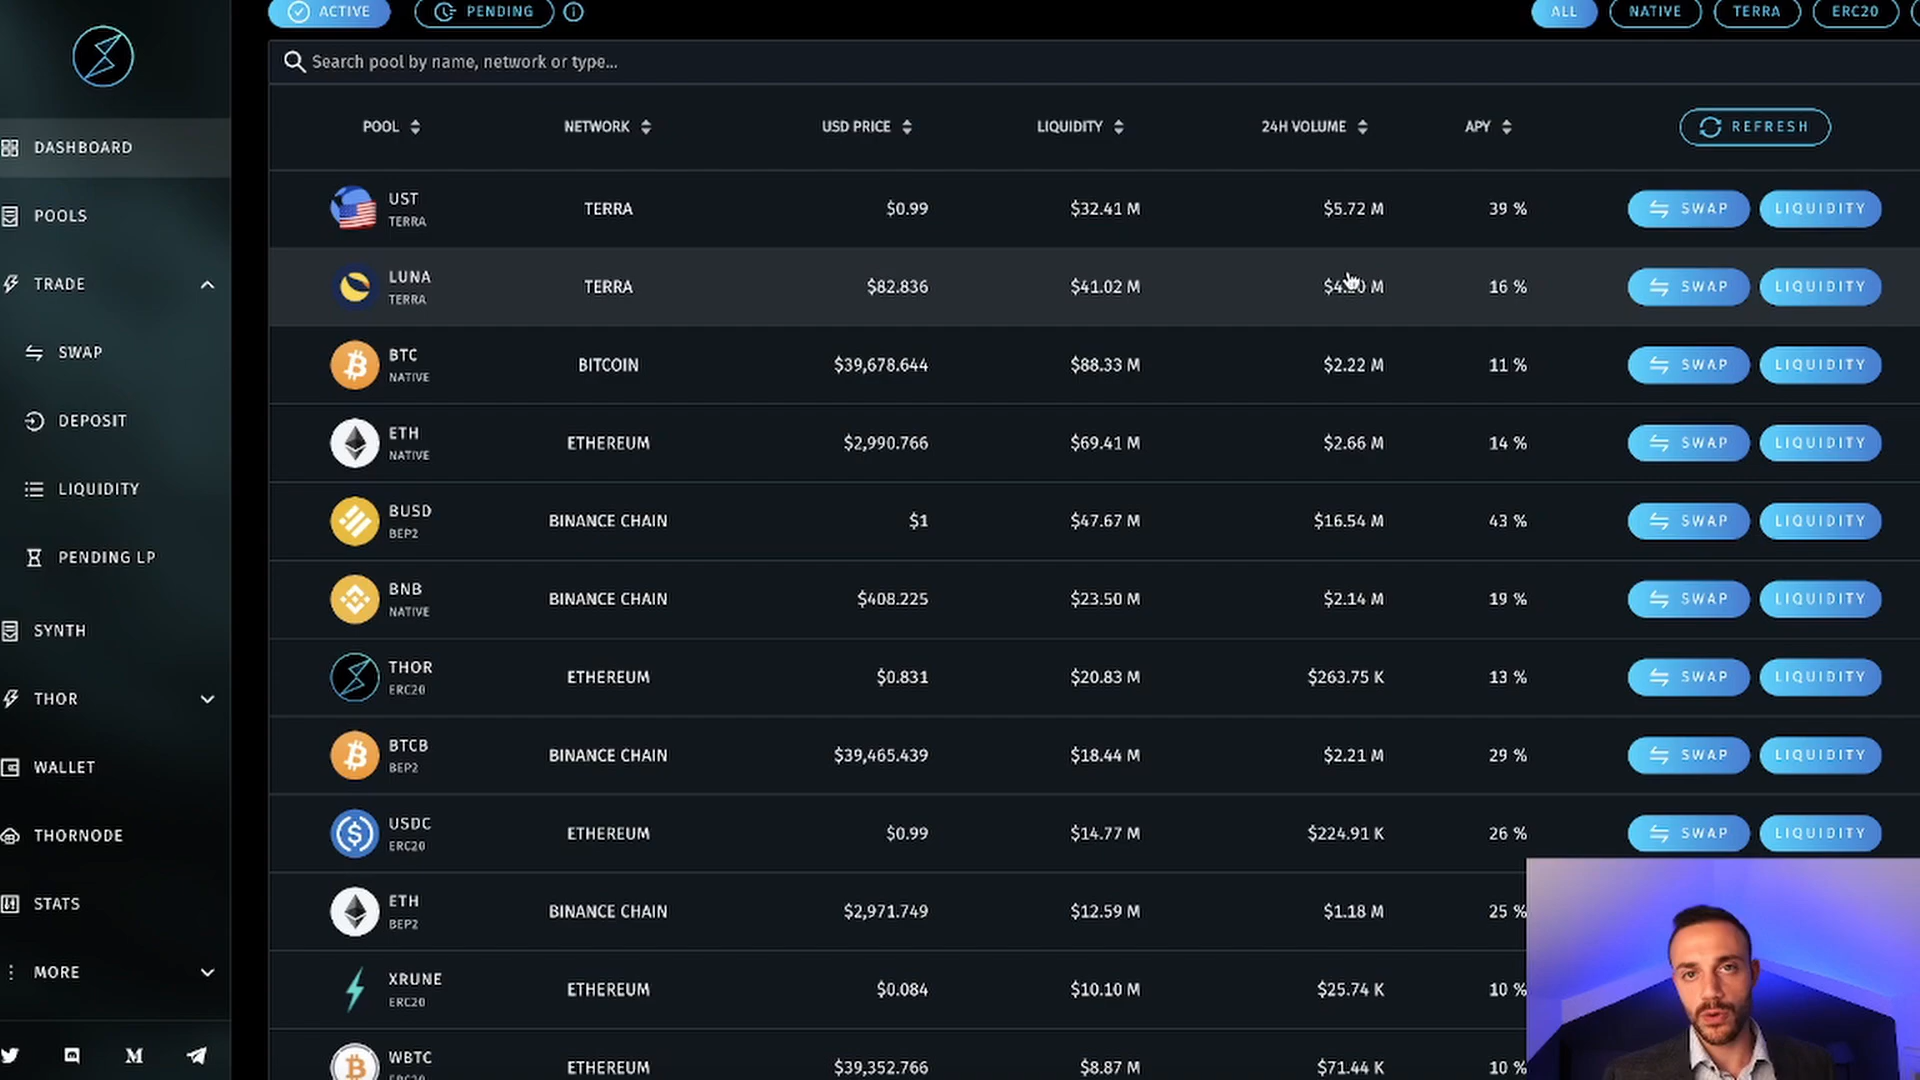 ACTIVE PENDING ALL NATIVE TERRA ERC20
Search pool by name, network or type...
POOL NETWORK USD PRICE LIQUIDITY 24H VOLUME APY REFRESH
UST TERRA TERRA $0.99 $32.41 M $5.72 M 39 % SWAP LIQUIDITY
LUNA TERRA TERRA $82.836 $41.02 M 16 % SWAP LIQUIDITY
BTC NATIVE BITCOIN $39,678.644 $88.33 M $2.22 M 11 % SWAP LIQUIDITY
ETH NATIVE ETHEREUM $2,990.766 $69.41 M $2.66 M 14 % SWAP LIQUIDITY
BUSD BEP2 BINANCE CHAIN $1 $47.67 M $16.54 M 43 % SWAP LIQUIDITY
BNB NATIVE BINANCE CHAIN $408.225 $23.50 M $2.14 M 19 % SWAP LIQUIDITY
THOR ERC20 ETHEREUM $0.831 $20.83 M $263.75 K 13 % SWAP LIQUIDITY
BTCB BEP2 BINANCE CHAIN $39,465.439 $18.44 M $2.21 M 29 % SWAP LIQUIDITY
USDC ERC20 ETHEREUM $0.99 $14.77 M $224.91 K 26 % SWAP LIQUIDITY
ETH BEP2 BINANCE CHAIN $2,971.749 $12.59 M $1.18 M 25 %
XRUNE ERC20 ETHEREUM $0.084 $10.10 M $25.74 K 10 %
WBTC ETHEREUM $39,352.766 $8.87 M $71.44 K 10 %
DASHBOARD
POOLS
TRADE
SWAP
DEPOSIT
LIQUIDITY
PENDING LP
SYNTH
THOR
WALLET
THORNODE
STATS
MORE